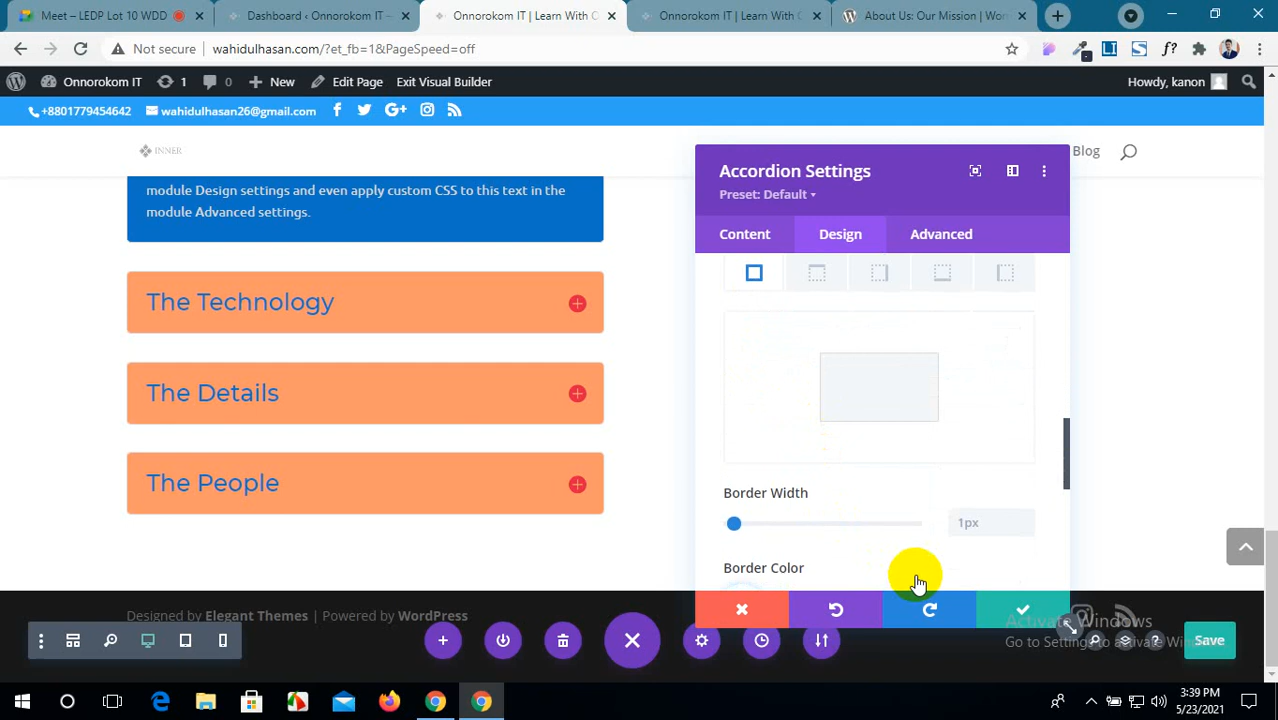 Meet – LEDP Lot 10 WDD
Dashboard ‹ Onnorokom IT —
Onnorokom IT | Learn With O
Onnorokom IT | Learn With O
About Us: Our Mission | Wor
Not secure
wahidulhasan.com/?et_fb=1&PageSpeed=off
Onnorokom IT
1
0
New
Edit Page
Exit Visual Builder
Howdy, kanon
+8801779454642
wahidulhasan26@gmail.com
INNER
Blog
module Design settings and even apply custom CSS to this text in the
module Advanced settings.
The Technology
The Details
The People
Accordion Settings
Preset: Default
Content
Design
Advanced
Border Width
1px
Border Color
Designed by Elegant Themes | Powered by WordPress
Activate Windows
Go to Settings to activate Windows.
Save
3:39 PM
5/23/2021